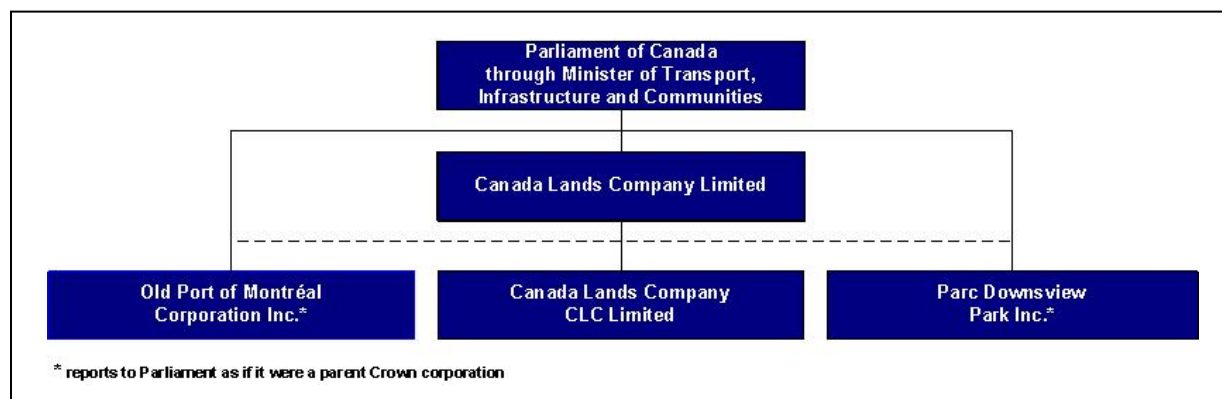 Parliament of Canada
through Minister of Transport,
Infrastructure and Communities
Canada Lands Company Limited
Old Port of Montréal
Corporation Inc.*
Canada Lands Company
CLC Limited
Parc Downsview
Park Inc.*
* reports to Parliament as if it were a parent Crown corporation